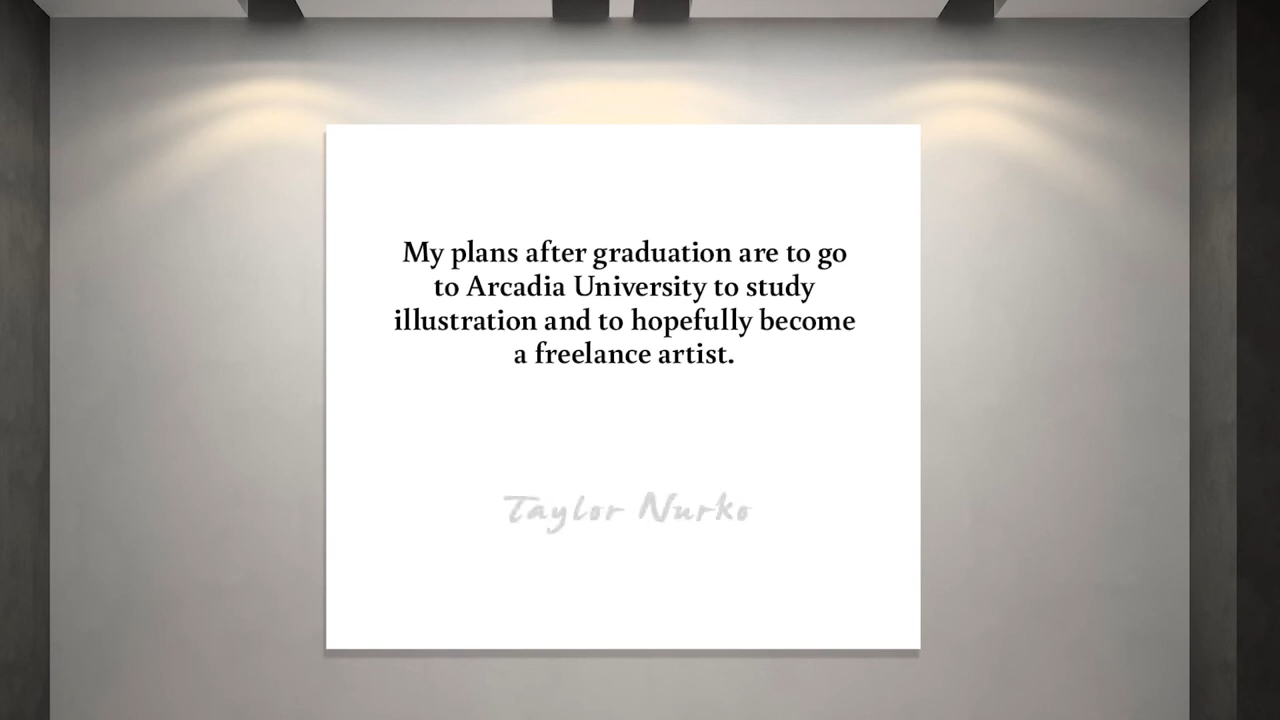 My plans after graduation are to go
to Arcadia University to study
illustration and to hopefully become
a freelance artist.
Taylor Nurko